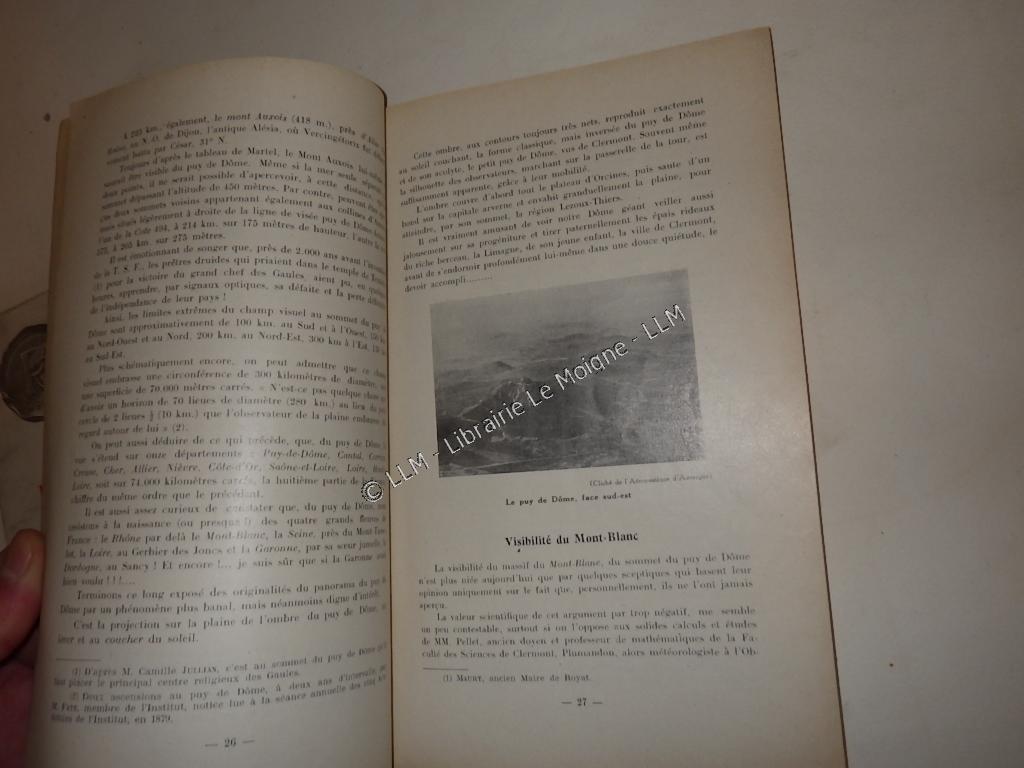 A 225 km., également, le mont Auxois (418 m.), près d'Alise
au N.-O. de Dijon, l'antique Alésia, où Vercingétorix fut
battu par César, 31° N.
Toujours d'après le tableau de Martel, le Mont Auxois
être visible du puy de Dôme. Même si la mer seule
deux points, il ne serait possible d'apercevoir, à cette distance,
sommet dépassant l'altitude de 450 mètres. Par contre, peuvent
ces deux sommets voisins appartenant également aux collines
mais situés légèrement à droite de la ligne de visée puy de Dôme
l'un de la Cote 494, à 214 km. sur 175 mètres de hauteur, l'autre
à 205 km. sur 275 mètres.
Il est émotionnant de songer que, près de 2.000 ans avant
de la T. S. F., les prêtres druides qui priaient dans le temple de
(1) pour la victoire du grand chef des Gaules aient pu, en
heures, apprendre, par signaux optiques, sa défaite et la perte
de l'indépendance de leur pays !
Ainsi, les limites extrêmes du champ visuel au sommet du puy
Dôme sont approximativement de 100 km. au Sud et à l'Ouest, 150
au Nord-Ouest et au Nord, 200 km. au Nord-Est, 300 km à l'Est,
au Sud-Est.
Plus schématiquement encore, on peut admettre que ce
visuel embrasse une circonférence de 300 kilomètres de diamètre,
une superficie de 70.000 mètres carrés. « N'est-ce pas quelque chose
d'avoir un horizon de 70 lieues de diamètre (280 km.) au lieu du
cercle de 2 lieues ½ (10 km.) que l'observateur de la plaine embrasse
regard autour de lui » (2).
On peut aussi déduire de ce qui précède, que, du puy de Dôme,
vue s'étend sur onze départements : Puy-de-Dôme, Cantal,
Creuse, Cher, Allier, Nièvre, Côte-d'Or, Saône-et-Loire, Loire,
Loire, soit sur 74.000 kilomètres carrés, la huitième partie de la
chiffre du même ordre que le précédent.
Il est aussi assez curieux de constater que, du puy de Dôme,
assistons à la naissance (ou presque !) des quatre grands fleuves
France : le Rhône par delà le Mont-Blanc, la Seine, près du
la Loire, au Gerbier des Joncs et la Garonne, par sa sœur jumelle,
Dordogne, au Sancy ! Et encore !... je suis sûr que si la Garonne
bien voulu ! ! !....
Terminons ce long exposé des originalités du panorama du puy
Dôme par un phénomène plus banal, mais néanmoins digne d'intérêt.
C'est la projection sur la plaine de l'ombre du puy de Dôme, au
lever et au coucher du soleil.
(1) D'après M. Camille JULLIAN, c'est au sommet du puy de Dôme
faut placer le principal centre religieux des Gaules.
(2) Deux ascensions au puy de Dôme, à deux ans d'intervalle, par
M. FAYE, membre de l'Institut, notice lue à la séance annuelle des
de l'Institut, en 1879.
— 26 —
Cette ombre, aux contours toujours très nets, reproduit exactement
au soleil couchant, la forme classique, mais inversée du puy de Dôme
et de son acolyte, le petit puy de Dôme, vus de Clermont. Souvent même
la silhouette des observateurs, marchant sur la passerelle de la tour, est
suffisamment apparente, grâce à leur mobilité.
L'ombre couvre d'abord tout le plateau d'Orcines, puis saute d'un
bond sur la capitale arverne et envahit graduellement la plaine, pour
atteindre, par son sommet, la région Lezoux-Thiers.
Il est vraiment amusant de voir notre Dôme géant veiller aussi
jalousement sur sa progéniture et tirer paternellement les épais rideaux
du riche berceau, la Limagne, de son jeune enfant, la ville de Clermont,
avant de s'endormir profondément lui-même dans une douce quiétude, le
devoir accompli..........
© LLM - Librairie Le Moigne - LLM
(Cliché de l'Aéronautique d'Auvergne)
Le puy de Dôme, face sud-est
Visibilité du Mont-Blanc
La visibilité du massif du Mont-Blanc, du sommet du puy de Dôme
n'est plus niée aujourd'hui que par quelques sceptiques qui basent leur
opinion uniquement sur le fait que, personnellement, ils ne l'ont jamais
aperçu.
La valeur scientifique de cet argument par trop négatif, me semble
un peu contestable, surtout si on l'oppose aux solides calculs et études
de MM. Pellet, ancien doyen et professeur de mathématiques de la Fa-
culté des Sciences de Clermont, Plumandon, alors météorologiste à l'Ob-
(1) MAURY, ancien Maire de Royat.
— 27 —